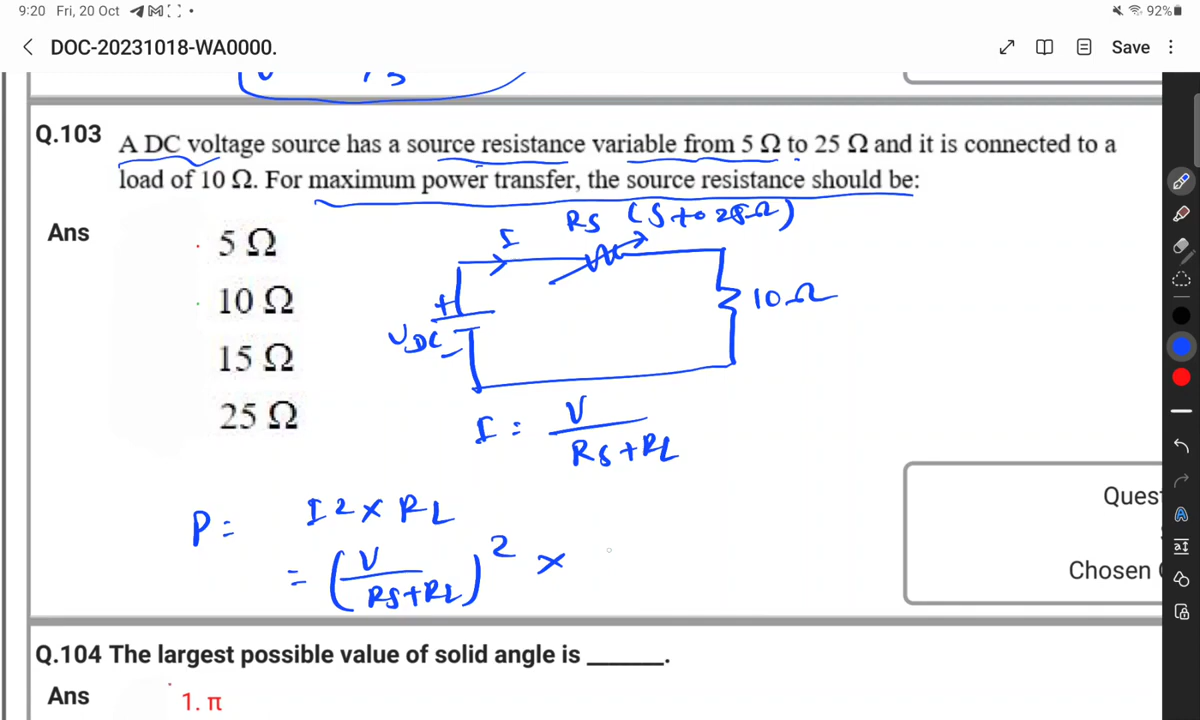 9:20 Fri, 20 Oct
92%
DOC-20231018-WA0000.
Save
Q.103 A DC voltage source has a source resistance variable from 5 Ω to 25 Ω and it is connected to a
load of 10 Ω. For maximum power transfer, the source resistance should be:
Ans
5 Ω
10 Ω
15 Ω
25 Ω
RS (5 to 25Ω)
I
+
VDC
-
10Ω
I = V
RS+RL
P = I2 x RL
= (V
RS+RL)2 x
Ques
Chosen
Q.104 The largest possible value of solid angle is ______.
Ans
1. π